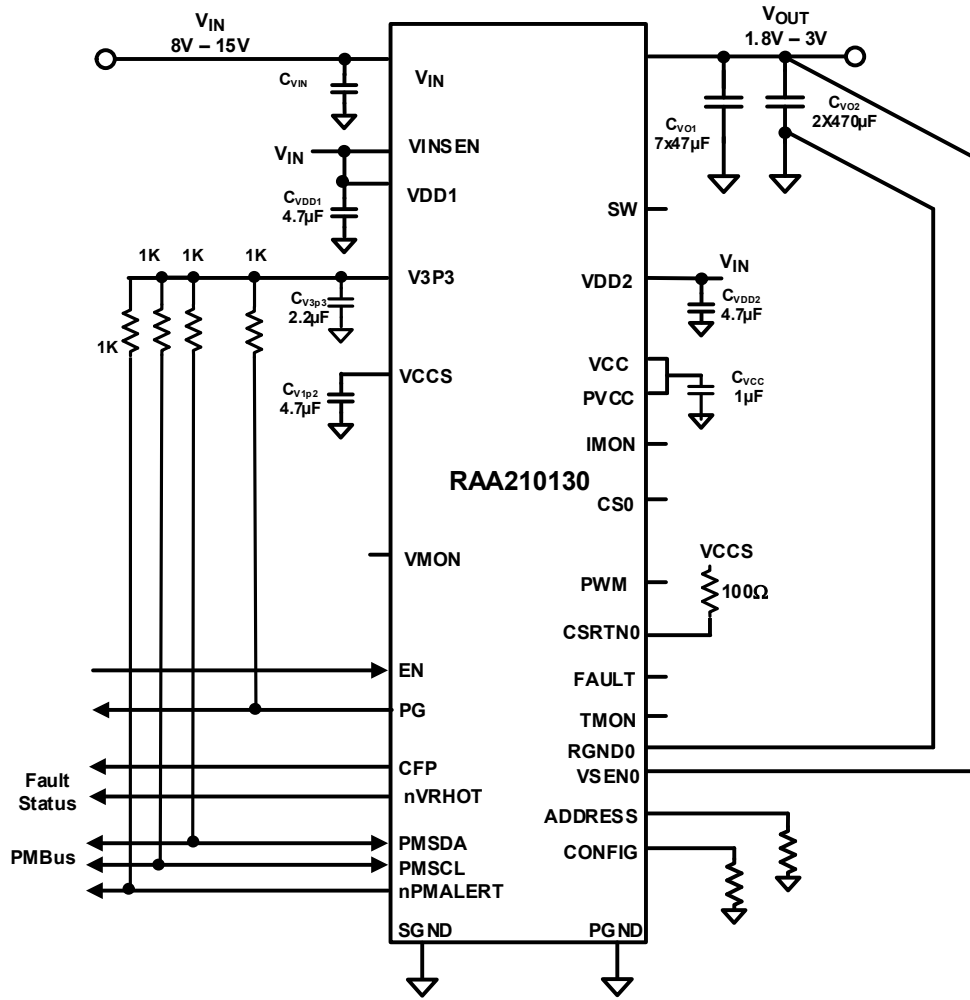 VIN
8V – 15V
CVIN
VIN
VIN
VINSEN
CVDD1
4.7µF
VDD1
1K
1K
1K
1K
V3P3
CV3p3
2.2µF
VCCS
CV1p2
4.7µF
VMON
EN
PG
CFP
nVRHOT
Fault
Status
PMSDA
PMBus
PMSCL
nPMALERT
SGND
PGND
RAA210130
VOUT
1.8V – 3V
CVO1
7x47µF
CVO2
2X470µF
SW
VDD2
VIN
CVDD2
4.7µF
VCC
PVCC
CVCC
1µF
IMON
CS0
VCCS
100Ω
PWM
CSRTN0
FAULT
TMON
RGND0
VSEN0
ADDRESS
CONFIG